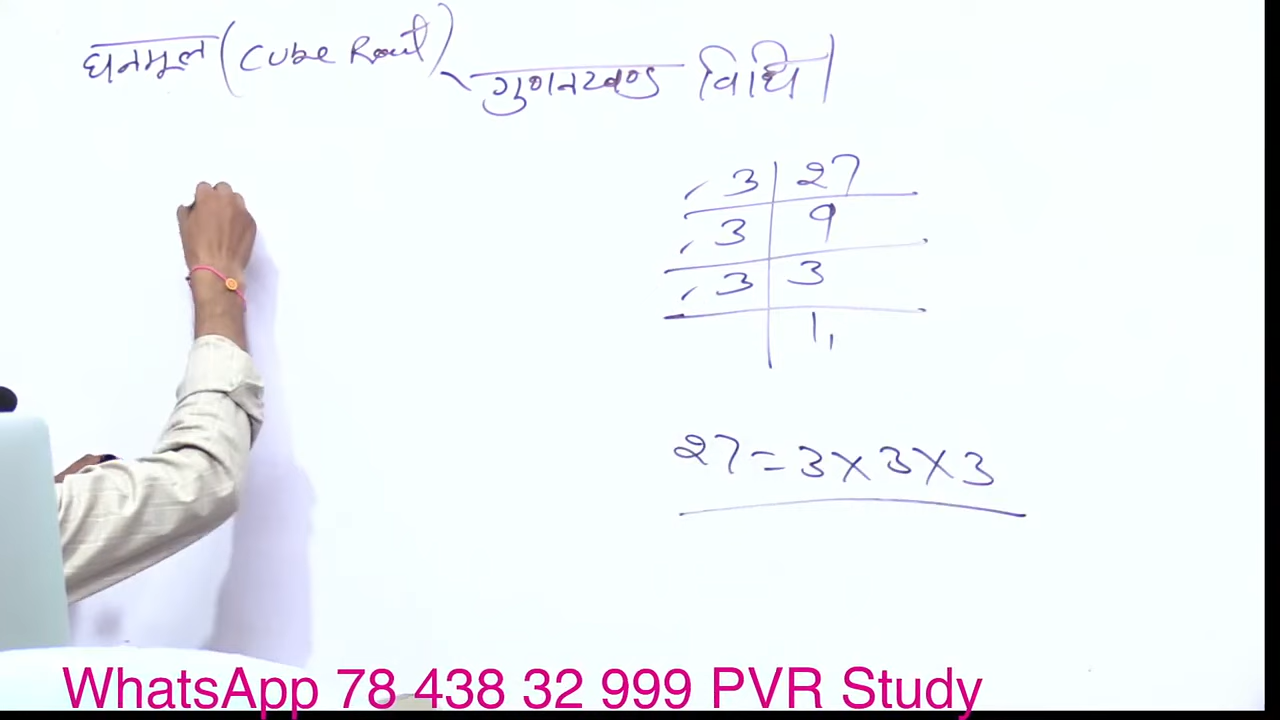 घनमूल (Cube Root)
गुणनखण्ड विधि
3 | 27
3 | 9
3 | 3
1
27 = 3 × 3 × 3
WhatsApp 78 438 32 999 PVR Study